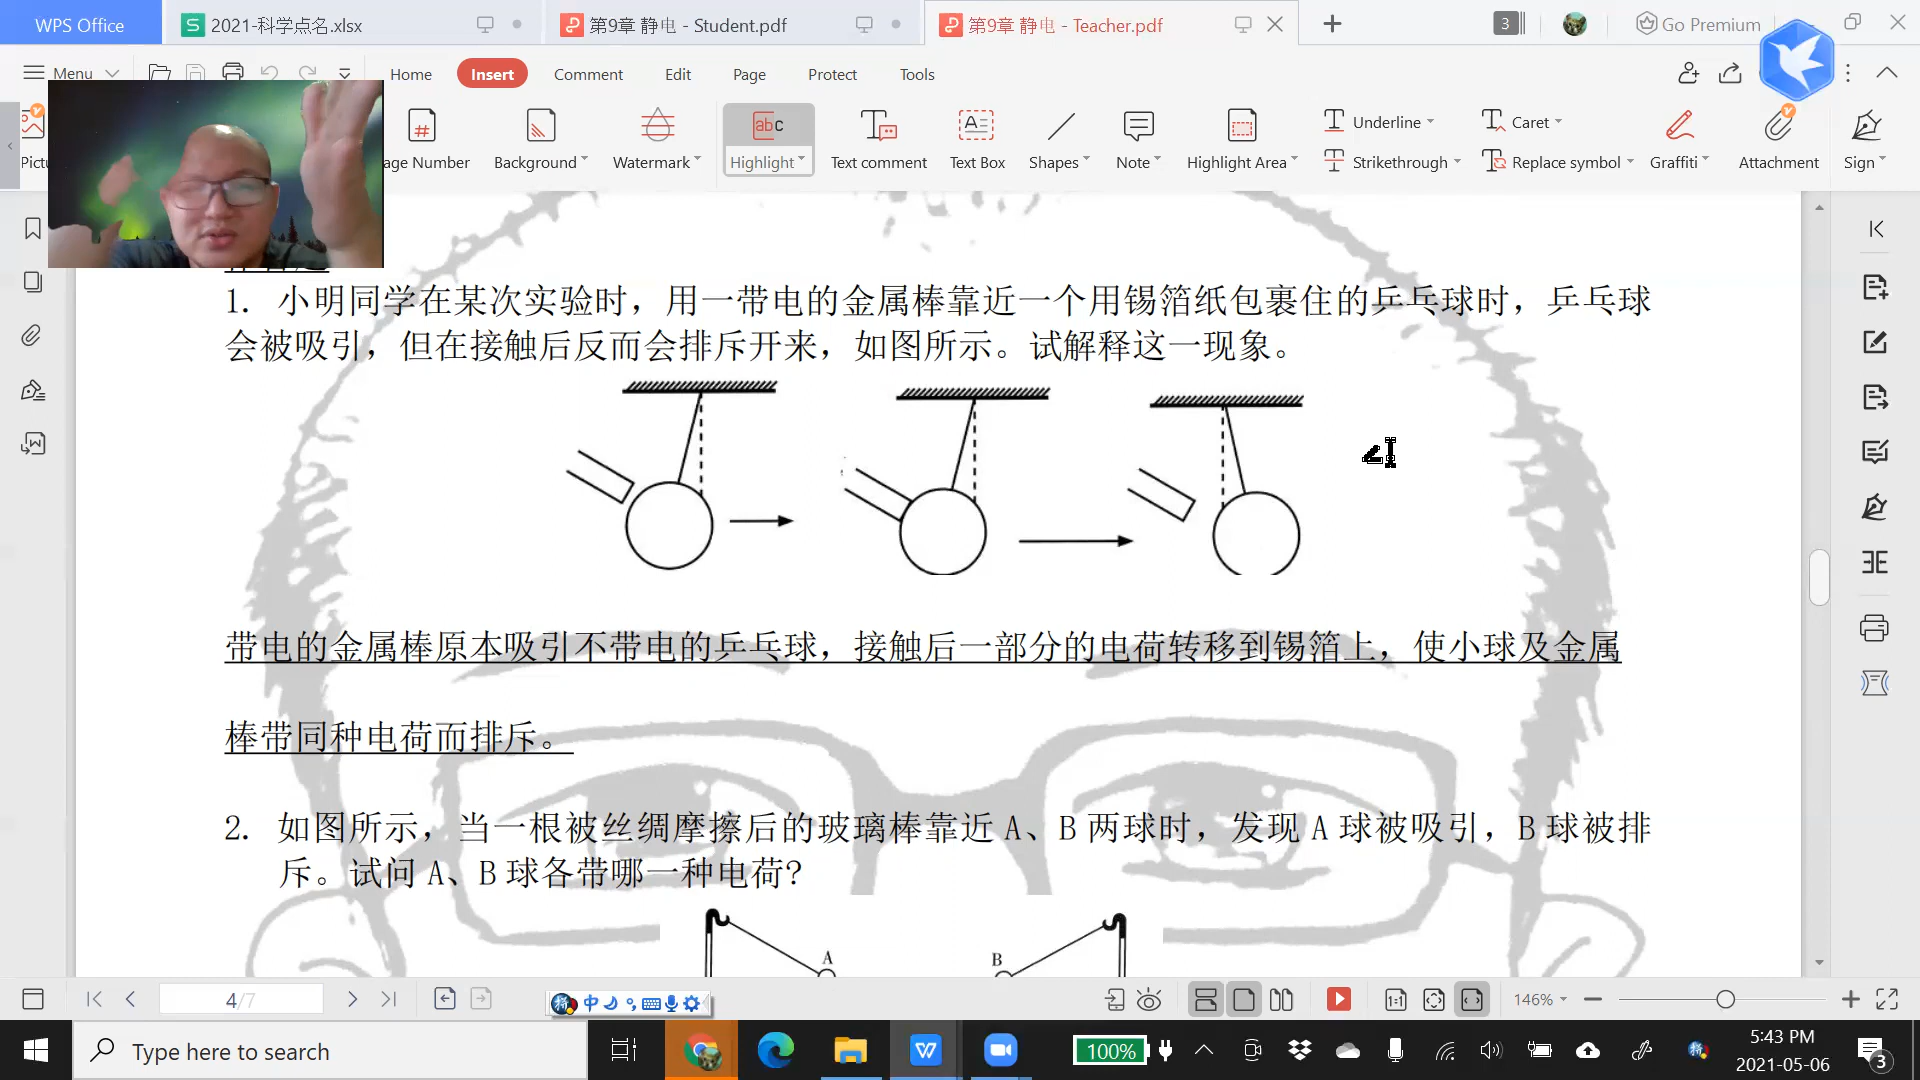 WPS Office
2021-科学点名.xlsx
第9章 静电 - Student.pdf
第9章 静电 - Teacher.pdf
3
Go Premium
Menu
Home
Insert
Comment
Edit
Page
Protect
Tools
age Number
Background
Watermark
abc
Highlight
Text comment
Text Box
Shapes
Note
Highlight Area
Underline
Strikethrough
Caret
Replace symbol
Graffiti
Attachment
Sign
1. 小明同学在某次实验时，用一带电的金属棒靠近一个用锡箔纸包裹住的乒乓球时，乒乓球
会被吸引，但在接触后反而会排斥开来，如图所示。试解释这一现象。
带电的金属棒原本吸引不带电的乒乓球，接触后一部分的电荷转移到锡箔上，使小球及金属
棒带同种电荷而排斥。
2. 如图所示，当一根被丝绸摩擦后的玻璃棒靠近 A、B 两球时，发现 A 球被吸引，B 球被排
斥。试问 A、B 球各带哪一种电荷?
A
B
4/7
中
146%
Type here to search
100%
5:43 PM
2021-05-06
3